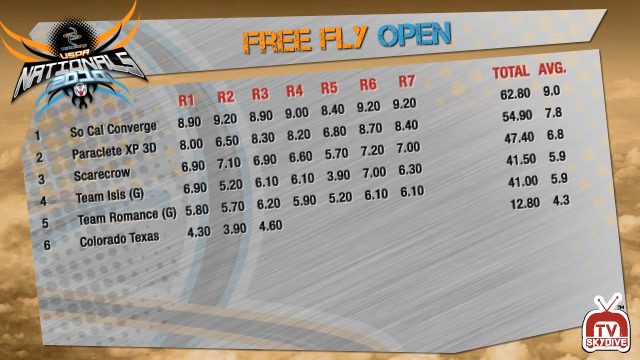 USPA
NATIONALS
2010
FREE FLY OPEN
R1 R2 R3 R4 R5 R6 R7 TOTAL AVG.
1 So Cal Converge 8.90 9.20 8.90 9.00 8.40 9.20 9.20 62.80 9.0
2 Paraclete XP 3D 8.00 6.50 8.30 8.20 6.80 8.70 8.40 54.90 7.8
3 Scarecrow 6.90 7.10 6.90 6.60 5.70 7.20 7.00 47.40 6.8
4 Team Isis (G) 6.90 5.20 6.10 6.10 3.90 7.00 6.30 41.50 5.9
5 Team Romance (G) 5.80 5.70 6.20 5.90 5.20 6.10 6.10 41.00 5.9
6 Colorado Texas 4.30 3.90 4.60 12.80 4.3
TM
TV
SKYDIVE